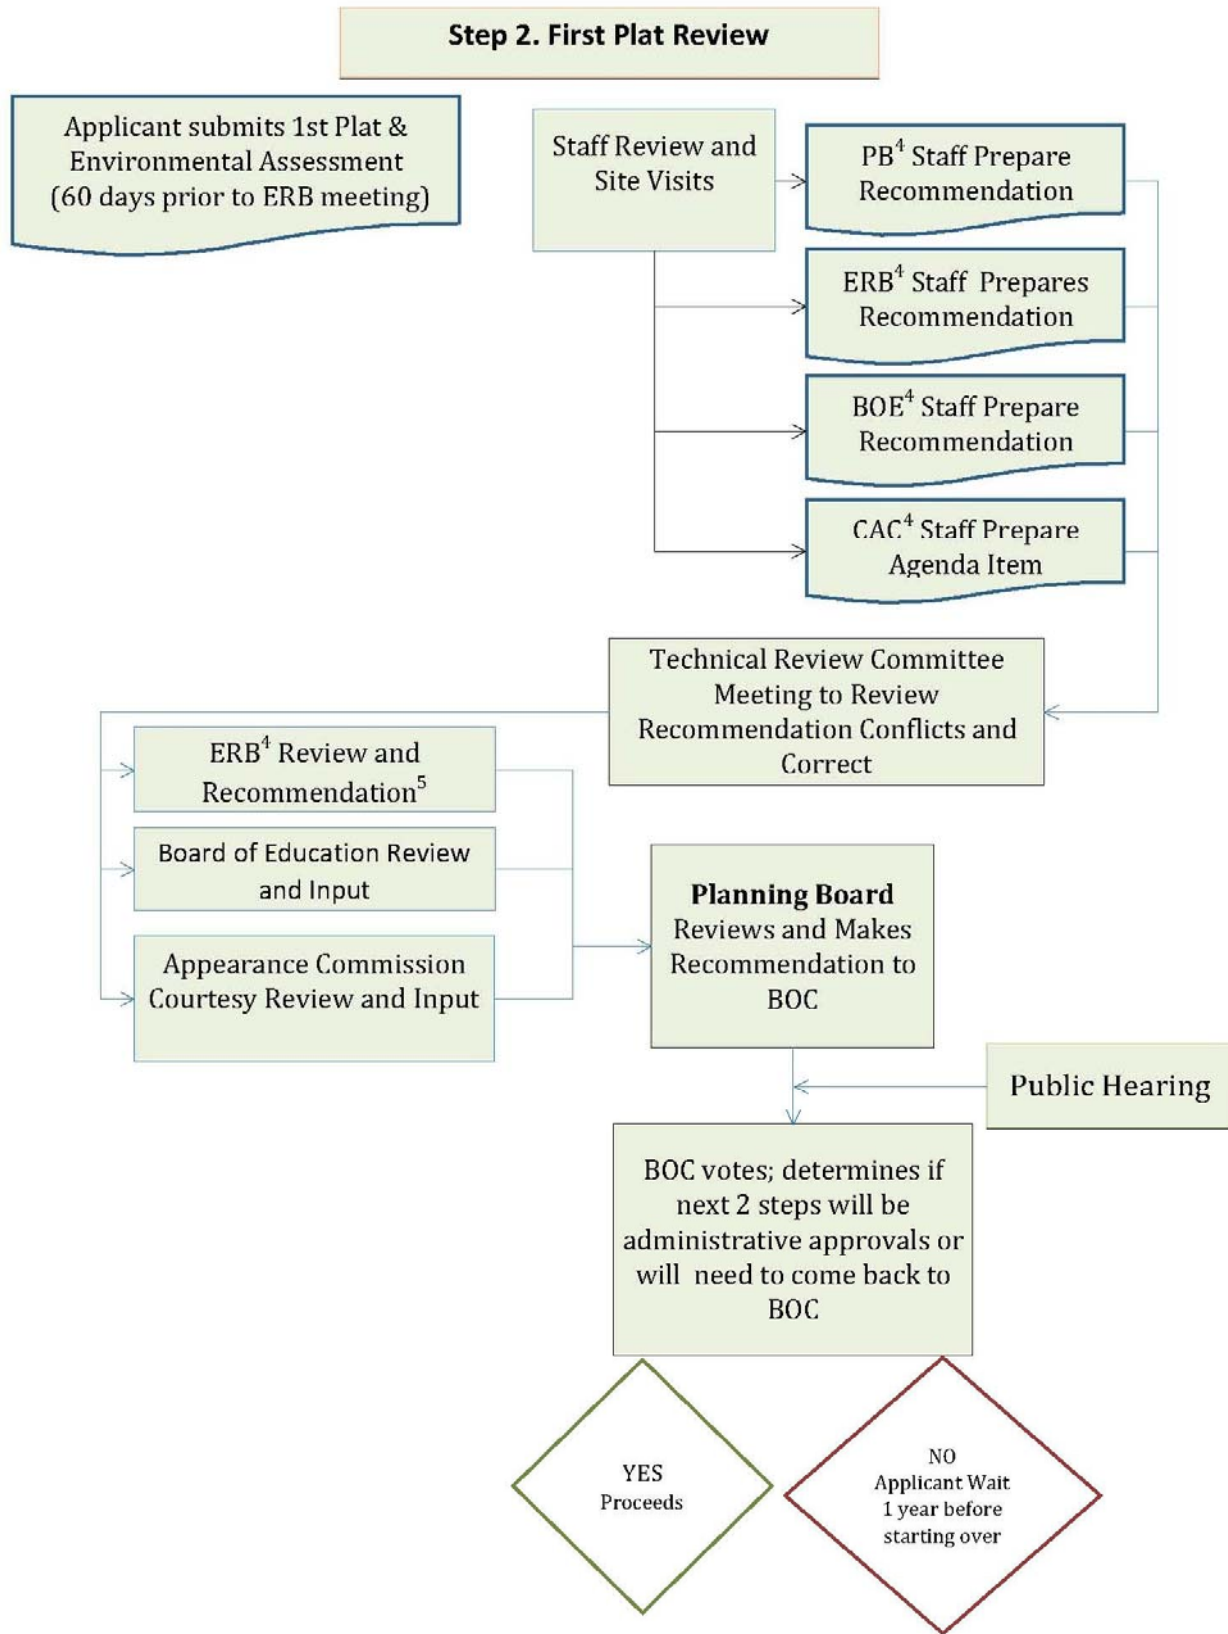 Step 2. First Plat Review
Applicant submits 1st Plat &
Environmental Assessment
(60 days prior to ERB meeting)
Staff Review and
Site Visits
PB⁴ Staff Prepare
Recommendation
ERB⁴ Staff Prepares
Recommendation
BOE⁴ Staff Prepare
Recommendation
CAC⁴ Staff Prepare
Agenda Item
Technical Review Committee
Meeting to Review
Recommendation Conflicts and
Correct
ERB⁴ Review and
Recommendation⁵
Board of Education Review
and Input
Appearance Commission
Courtesy Review and Input
Planning Board
Reviews and Makes
Recommendation to
BOC
Public Hearing
BOC votes; determines if
next 2 steps will be
administrative approvals or
will need to come back to
BOC
YES
Proceeds
NO
Applicant Wait
1 year before
starting over